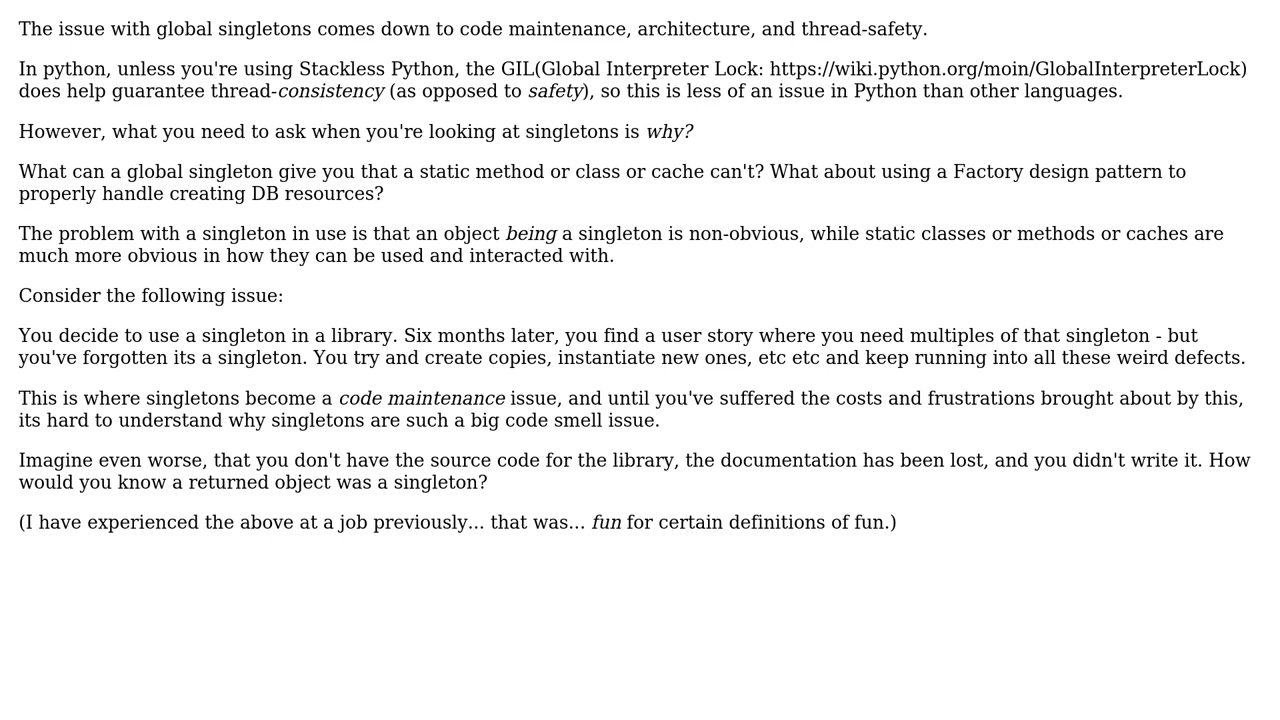 The issue with global singletons comes down to code maintenance, architecture, and thread-safety.
In python, unless you're using Stackless Python, the GIL(Global Interpreter Lock: https://wiki.python.org/moin/GlobalInterpreterLock)
does help guarantee thread-consistency (as opposed to safety), so this is less of an issue in Python than other languages.
However, what you need to ask when you're looking at singletons is why?
What can a global singleton give you that a static method or class or cache can't? What about using a Factory design pattern to
properly handle creating DB resources?
The problem with a singleton in use is that an object being a singleton is non-obvious, while static classes or methods or caches are
much more obvious in how they can be used and interacted with.
Consider the following issue:
You decide to use a singleton in a library. Six months later, you find a user story where you need multiples of that singleton - but
you've forgotten its a singleton. You try and create copies, instantiate new ones, etc etc and keep running into all these weird defects.
This is where singletons become a code maintenance issue, and until you've suffered the costs and frustrations brought about by this,
its hard to understand why singletons are such a big code smell issue.
Imagine even worse, that you don't have the source code for the library, the documentation has been lost, and you didn't write it. How
would you know a returned object was a singleton?
(I have experienced the above at a job previously... that was... fun for certain definitions of fun.)